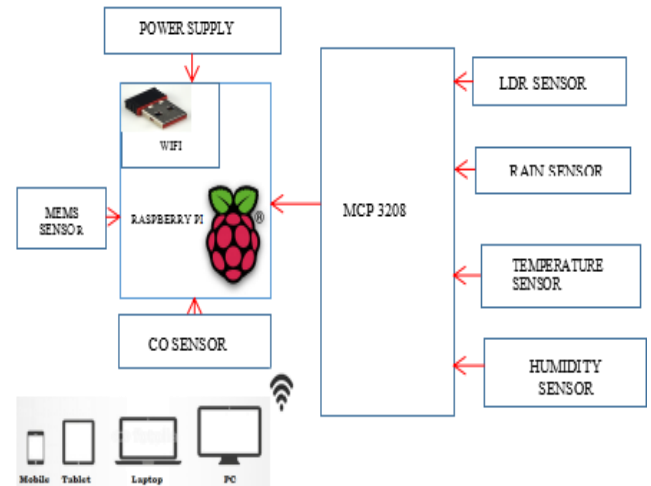 POWER SUPPLY
WIFI
MEMS
SENSOR
RASPBERRY PI
®
CO SENSOR
MCP 3208
LDR SENSOR
RAIN SENSOR
TEMPERATURE
SENSOR
HUMIDITY
SENSOR
Mobile Tablet Laptop PC